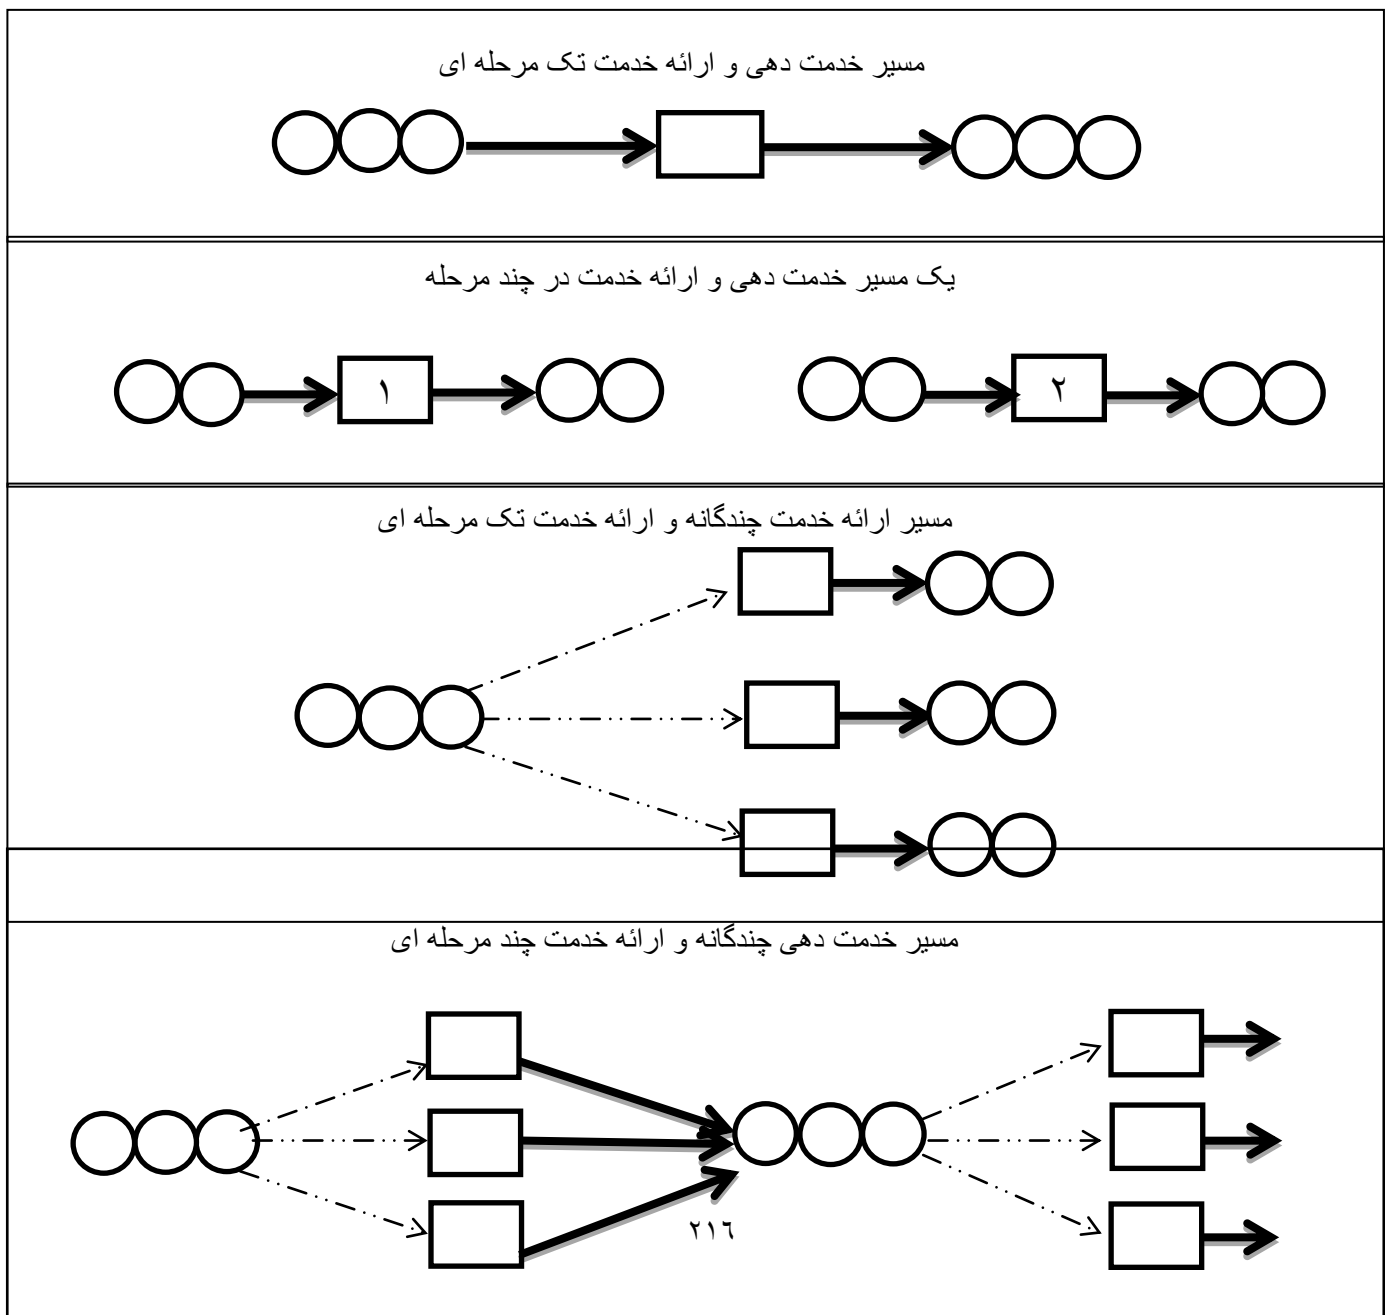 مسیر خدمت دهی و ارائه خدمت تک مرحله ای
یک مسیر خدمت دهی و ارائه خدمت در چند مرحله
۱
۲
مسیر ارائه خدمت چندگانه و ارائه خدمت تک مرحله ای
مسیر خدمت دهی چندگانه و ارائه خدمت چند مرحله ای
٢١٦